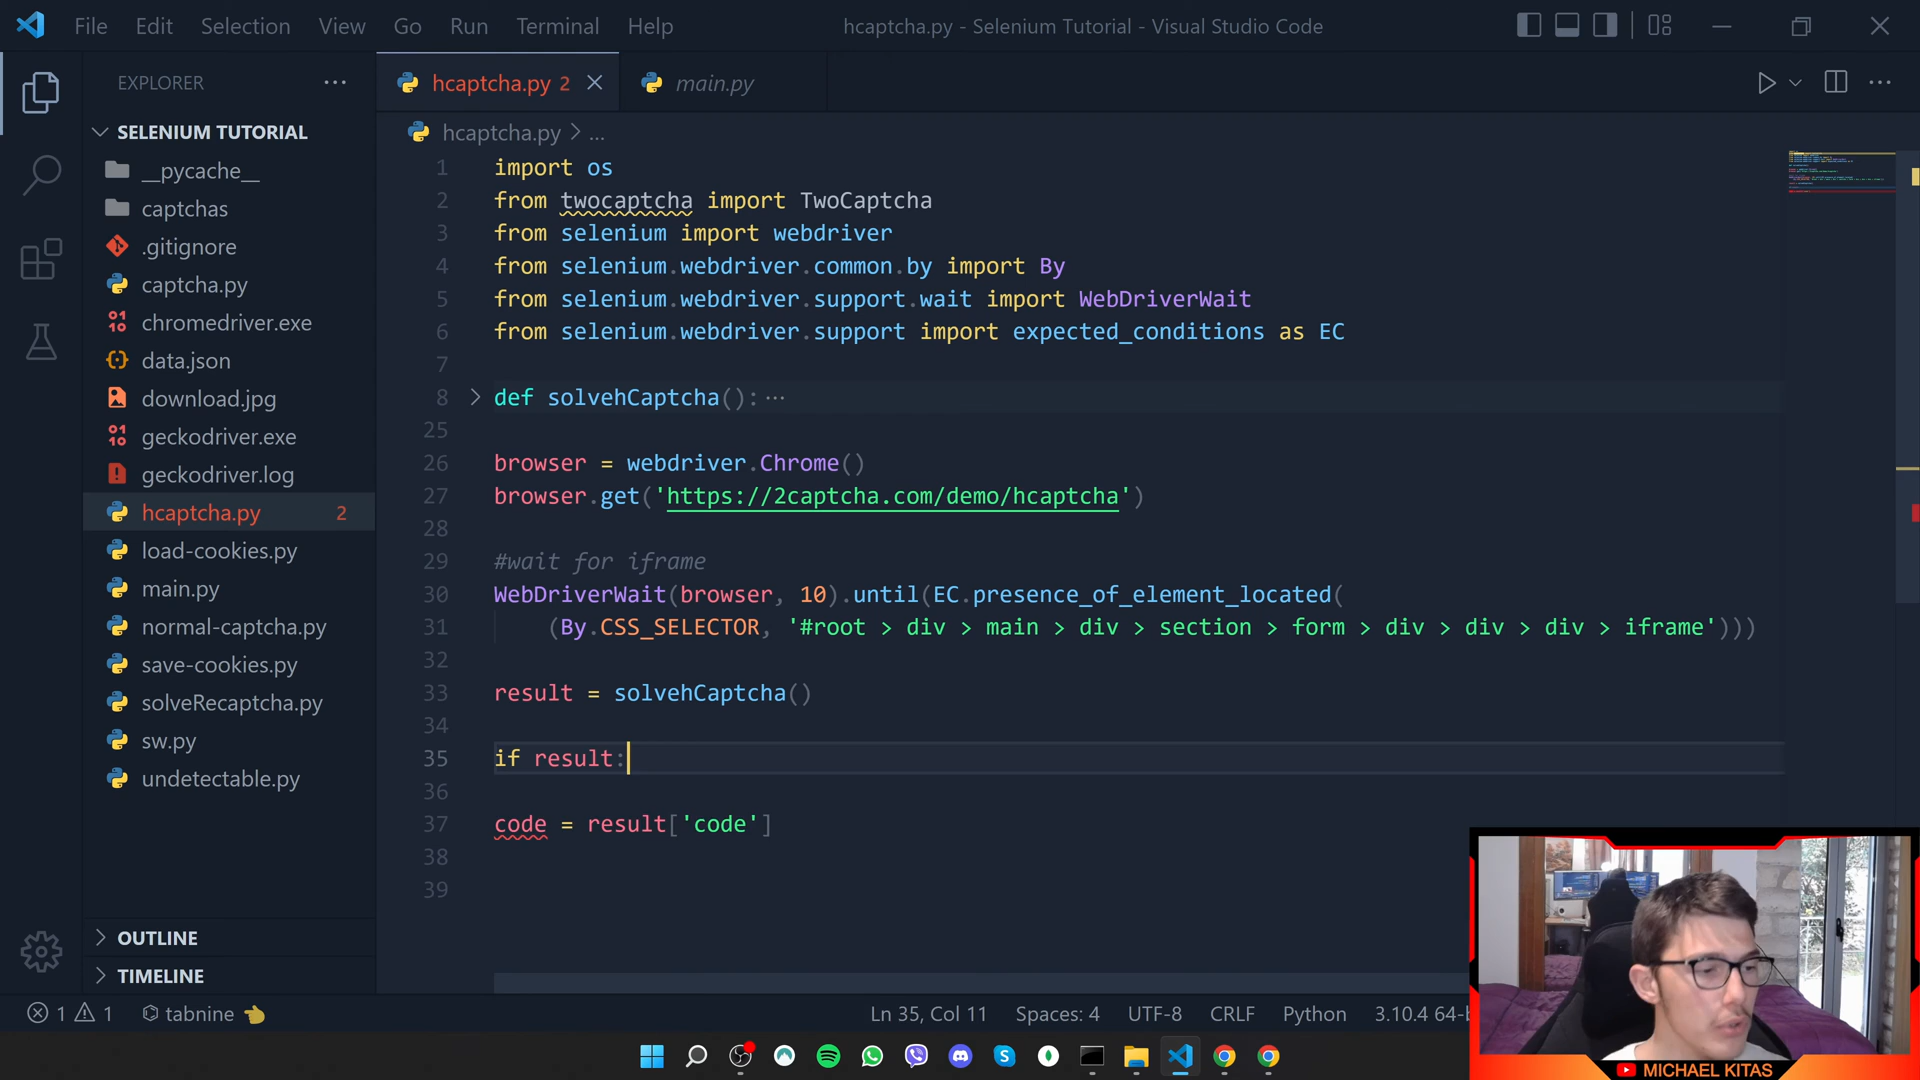 File Edit Selection View Go Run Terminal Help
hcaptcha.py - Selenium Tutorial - Visual Studio Code
EXPLORER
SELENIUM TUTORIAL
__pycache__
captchas
.gitignore
captcha.py
chromedriver.exe
data.json
download.jpg
geckodriver.exe
geckodriver.log
hcaptcha.py 2
load-cookies.py
main.py
normal-captcha.py
save-cookies.py
solveRecaptcha.py
sw.py
undetectable.py
OUTLINE
TIMELINE
hcaptcha.py 2
main.py
hcaptcha.py > ...
1 import os
2 from twocaptcha import TwoCaptcha
3 from selenium import webdriver
4 from selenium.webdriver.common.by import By
5 from selenium.webdriver.support.wait import WebDriverWait
6 from selenium.webdriver.support import expected_conditions as EC
7
8 def solvehCaptcha():...
25
26 browser = webdriver.Chrome()
27 browser.get('https://2captcha.com/demo/hcaptcha')
28
29 #wait for iframe
30 WebDriverWait(browser, 10).until(EC.presence_of_element_located(
31 (By.CSS_SELECTOR, '#root > div > main > div > section > form > div > div > div > iframe')))
32
33 result = solvehCaptcha()
34
35 if result:
36
37 code = result['code']
38
39
1 1 tabnine
Ln 35, Col 11 Spaces: 4 UTF-8 CRLF Python 3.10.4 64-b
MICHAEL KITAS